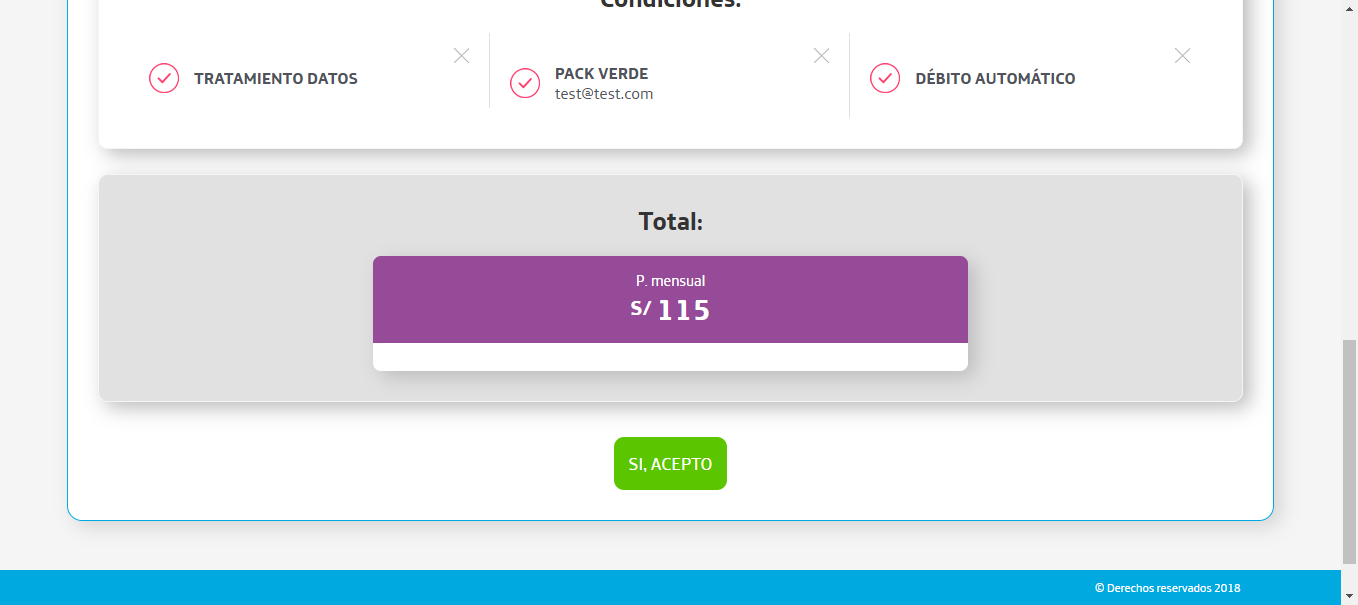 Condiciones:
TRATAMIENTO DATOS
PACK VERDE
test@test.com
DÉBITO AUTOMÁTICO
Total:
P. mensual
S/ 115
SI, ACEPTO
© Derechos reservados 2018